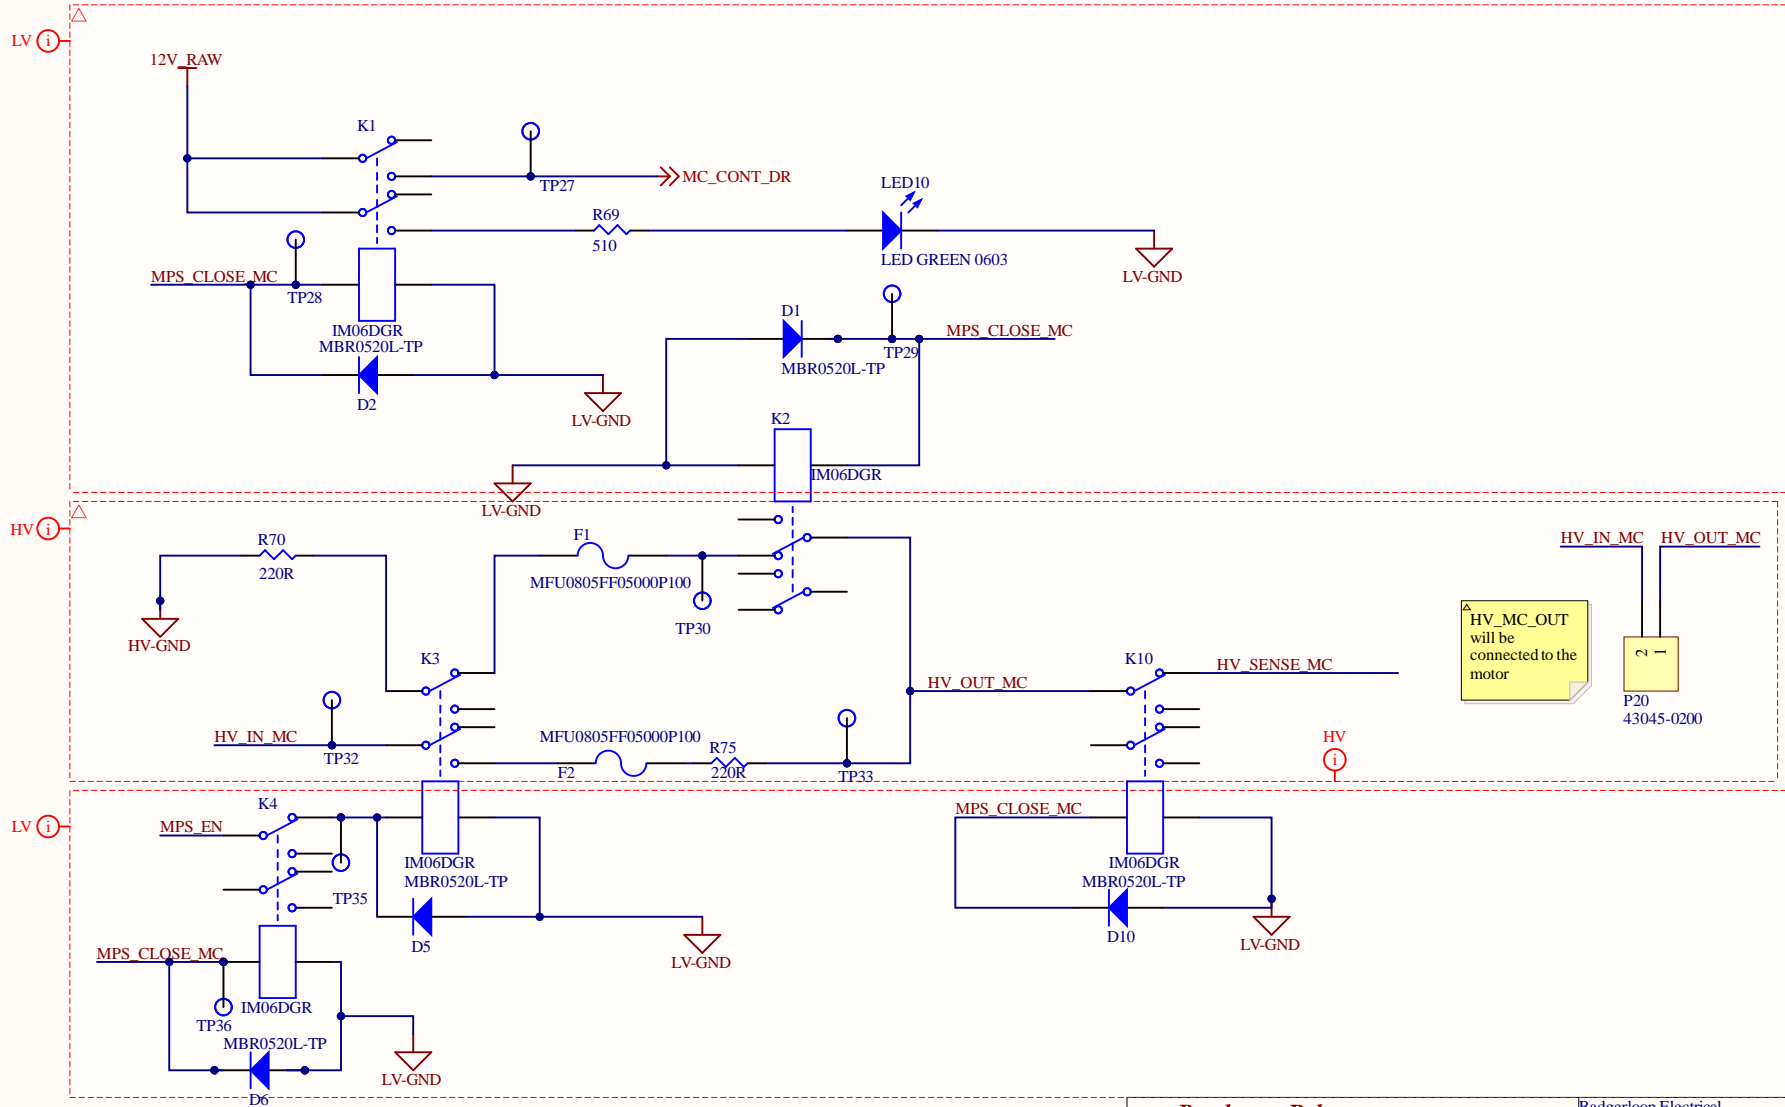 LV
12V_RAW
K1
TP27
MC_CONT_DR
LED10
R69
510
LED GREEN 0603
LV-GND
MPS_CLOSE_MC
TP28
IM06DGR
MBR0520L-TP
D2
LV-GND
D1
MPS_CLOSE_MC
TP29
MBR0520L-TP
K2
IM06DGR
LV-GND
HV
R70
220R
HV-GND
F1
MFU0805FF05000P100
TP30
HV_IN_MC
HV_OUT_MC
HV_MC_OUT
will be
connected to the
motor
2
1
P20
43045-0200
K3
HV_IN_MC
TP32
MFU0805FF05000P100
F2
R75
220R
TP33
HV_OUT_MC
K10
HV_SENSE_MC
HV
LV
K4
MPS_EN
TP35
IM06DGR
MBR0520L-TP
D5
LV-GND
MPS_CLOSE_MC
IM06DGR
MBR0520L-TP
D10
LV-GND
MPS_CLOSE_MC
TP36
IM06DGR
MBR0520L-TP
D6
LV-GND
Badgerloop Electrical